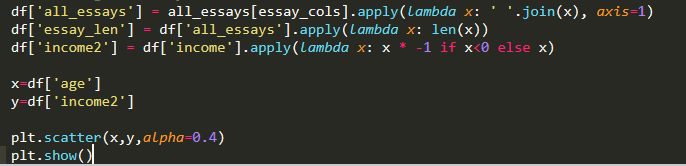 df['all_essays'] = all_essays[essay_cols].apply(lambda x: ' '.join(x), axis=1)
df['essay_len'] = df['all_essays'].apply(lambda x: len(x))
df['income2'] = df['income'].apply(lambda x: x * -1 if x<0 else x)
x=df['age']
y=df['income2']
plt.scatter(x,y,alpha=0.4)
plt.show()